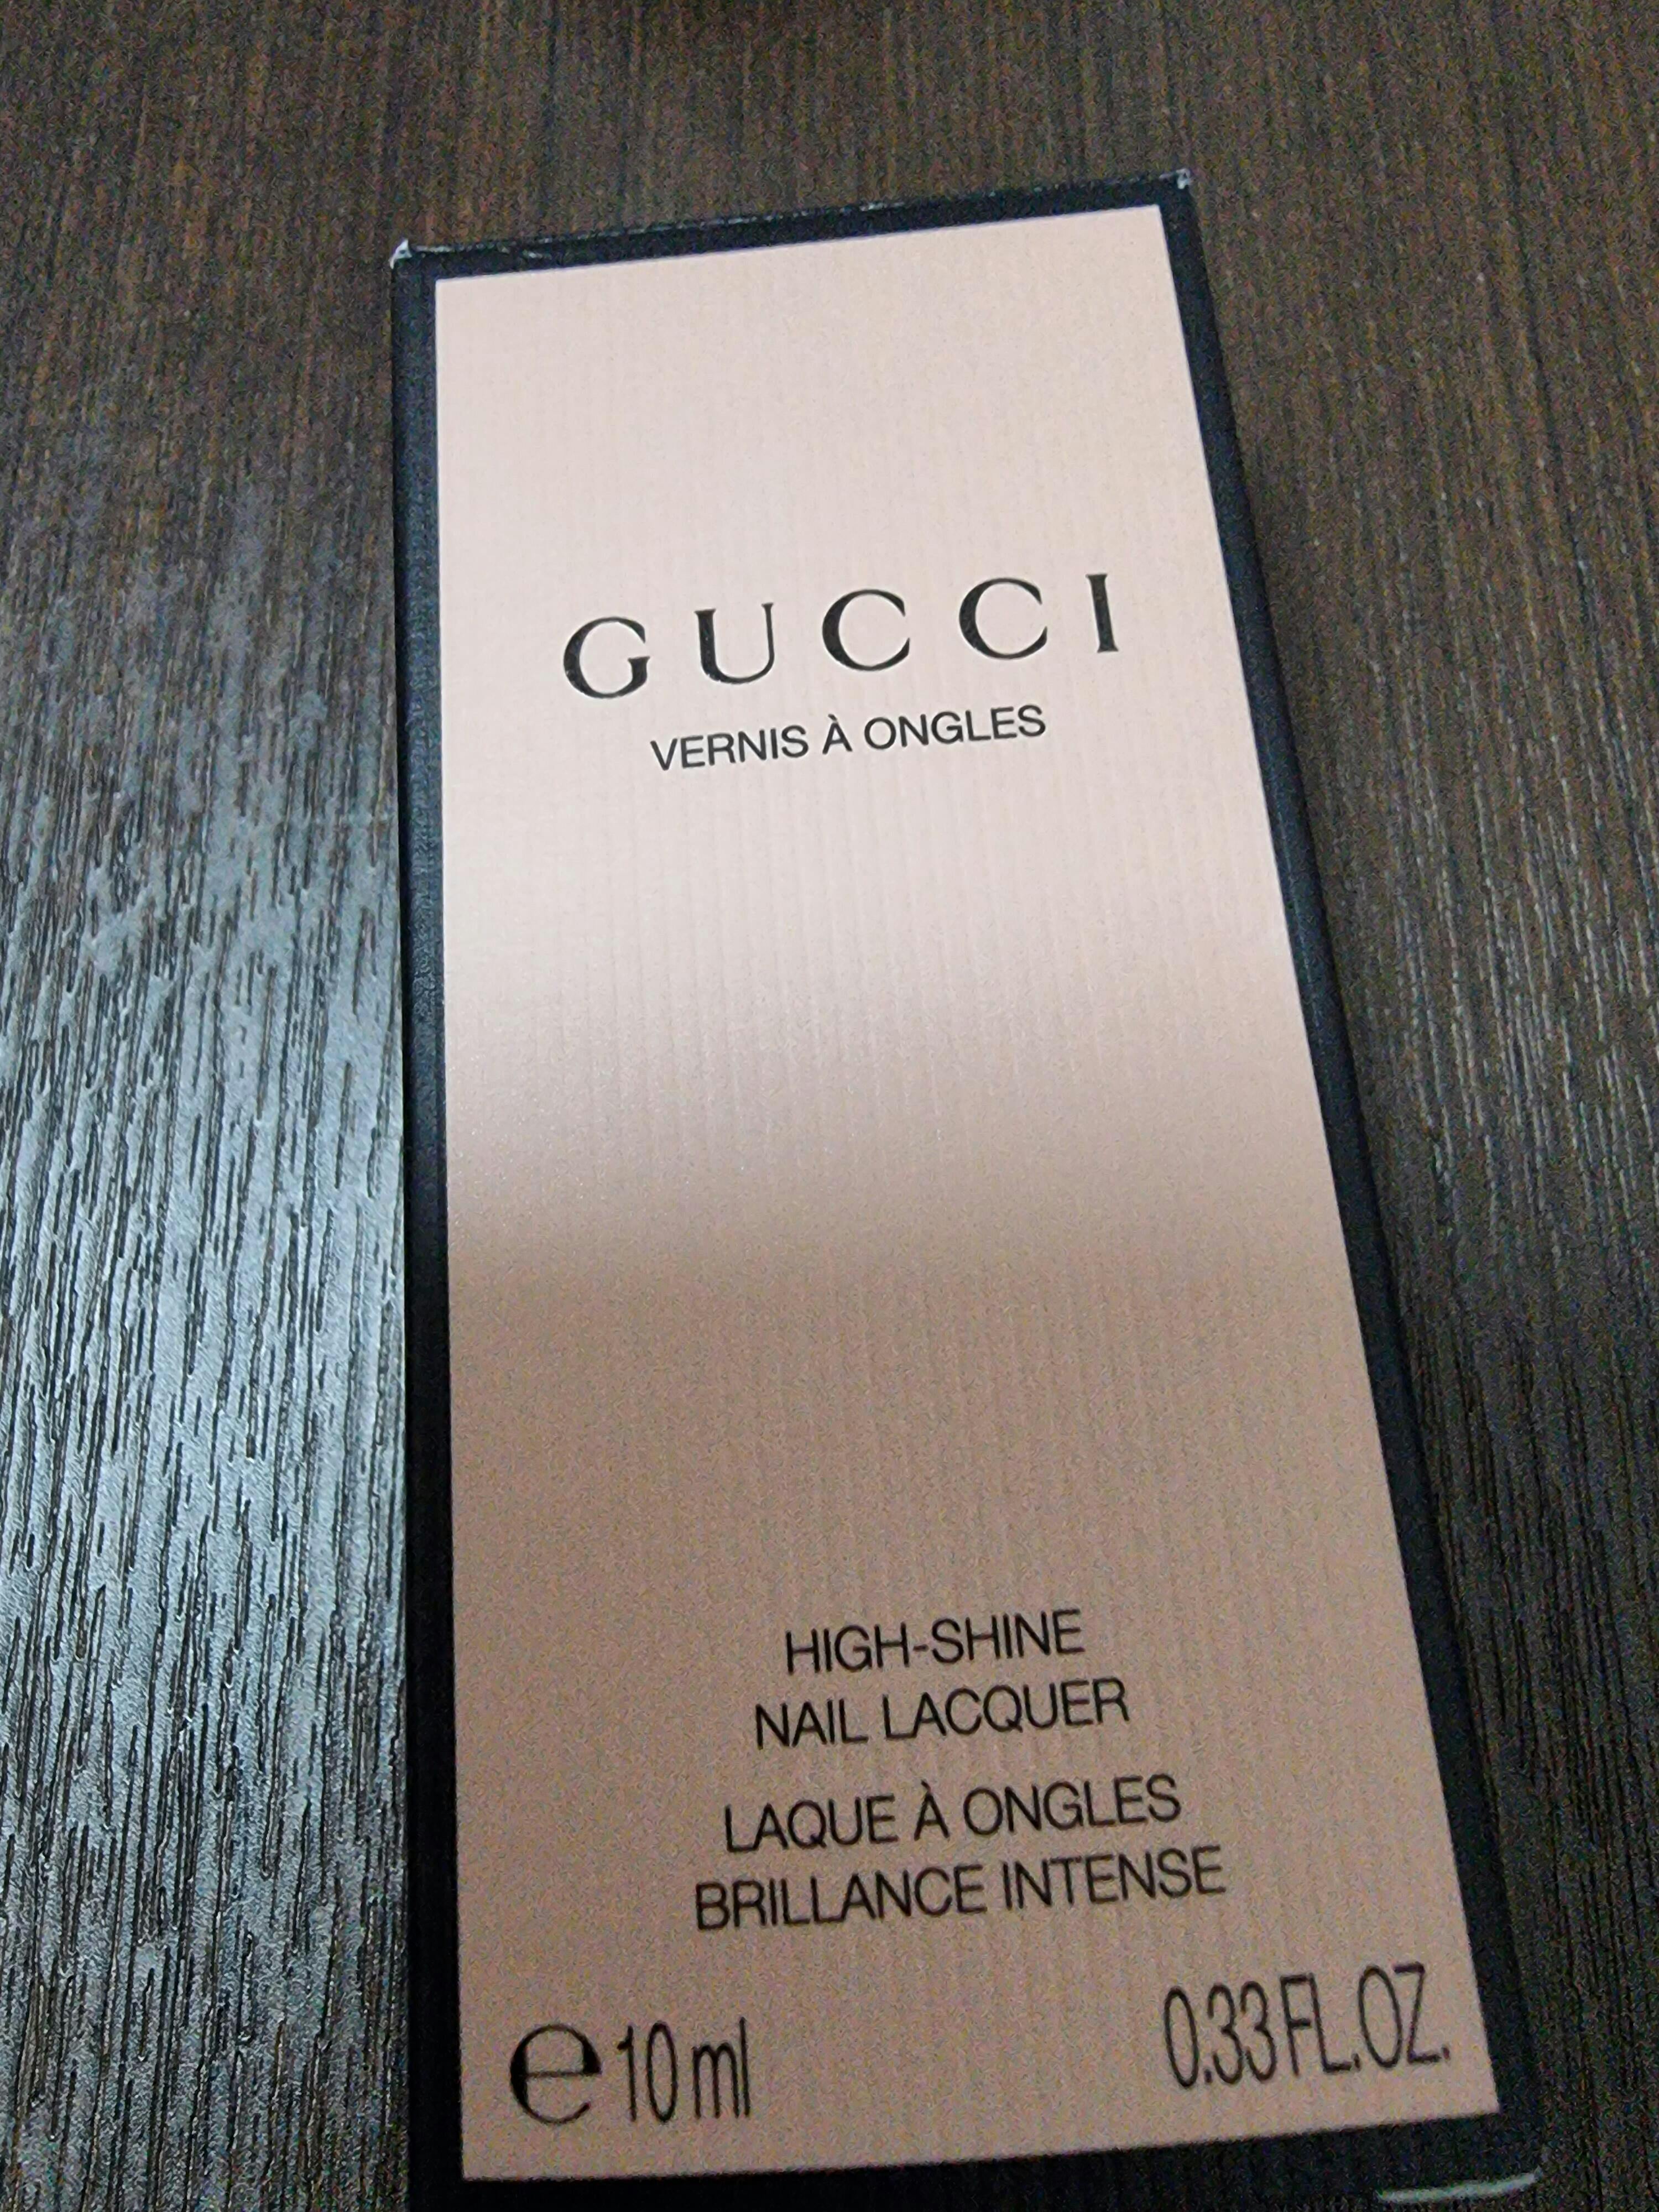 GUCCI
VERNIS À ONGLES
HIGH-SHINE
NAIL LACQUER
LAQUE À ONGLES
BRILLANCE INTENSE
℮10 ml 0.33 FL.OZ.